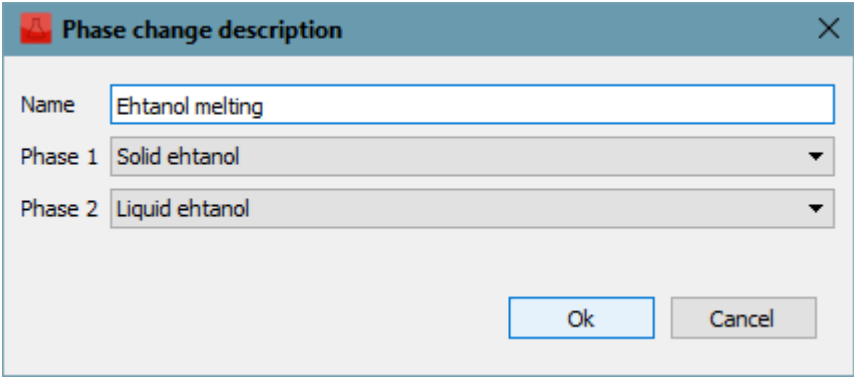 Phase change description
Name Ehtanol melting
Phase 1 Solid ehtanol
Phase 2 Liquid ehtanol
Ok Cancel